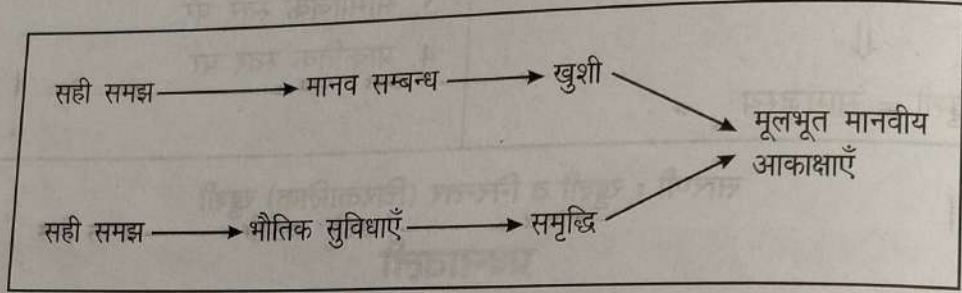 सही समझ → मानव सम्बन्ध → खुशी
मूलभूत मानवीय
आकाक्षाएँ
सही समझ → भौतिक सुविधाएँ → समृद्धि